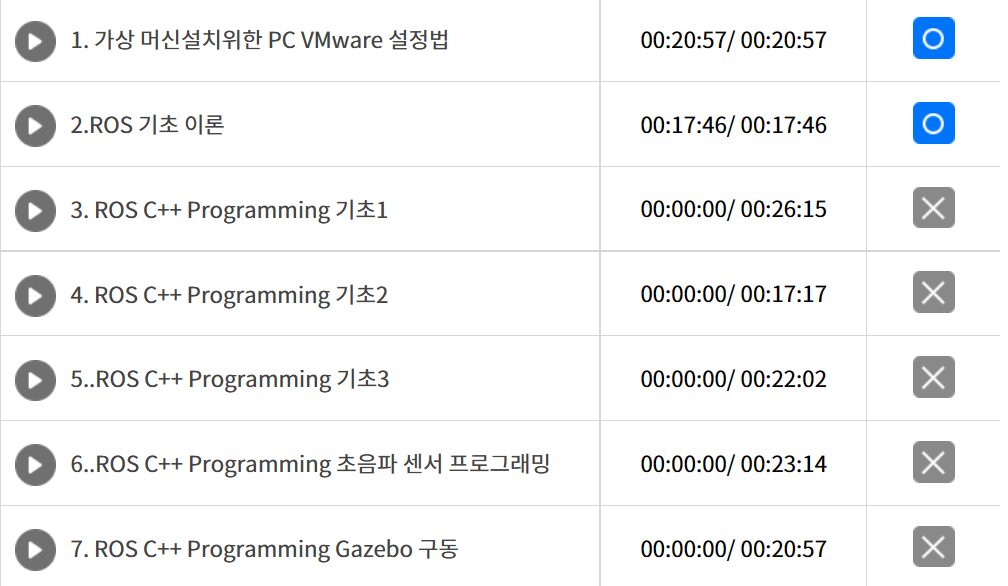 1. 가상 머신설치위한 PC VMware 설정법 00:20:57/ 00:20:57
2.ROS 기초 이론 00:17:46/ 00:17:46
3. ROS C++ Programming 기초1 00:00:00/ 00:26:15
4. ROS C++ Programming 기초2 00:00:00/ 00:17:17
5..ROS C++ Programming 기초3 00:00:00/ 00:22:02
6..ROS C++ Programming 초음파 센서 프로그래밍 00:00:00/ 00:23:14
7. ROS C++ Programming Gazebo 구동 00:00:00/ 00:20:57